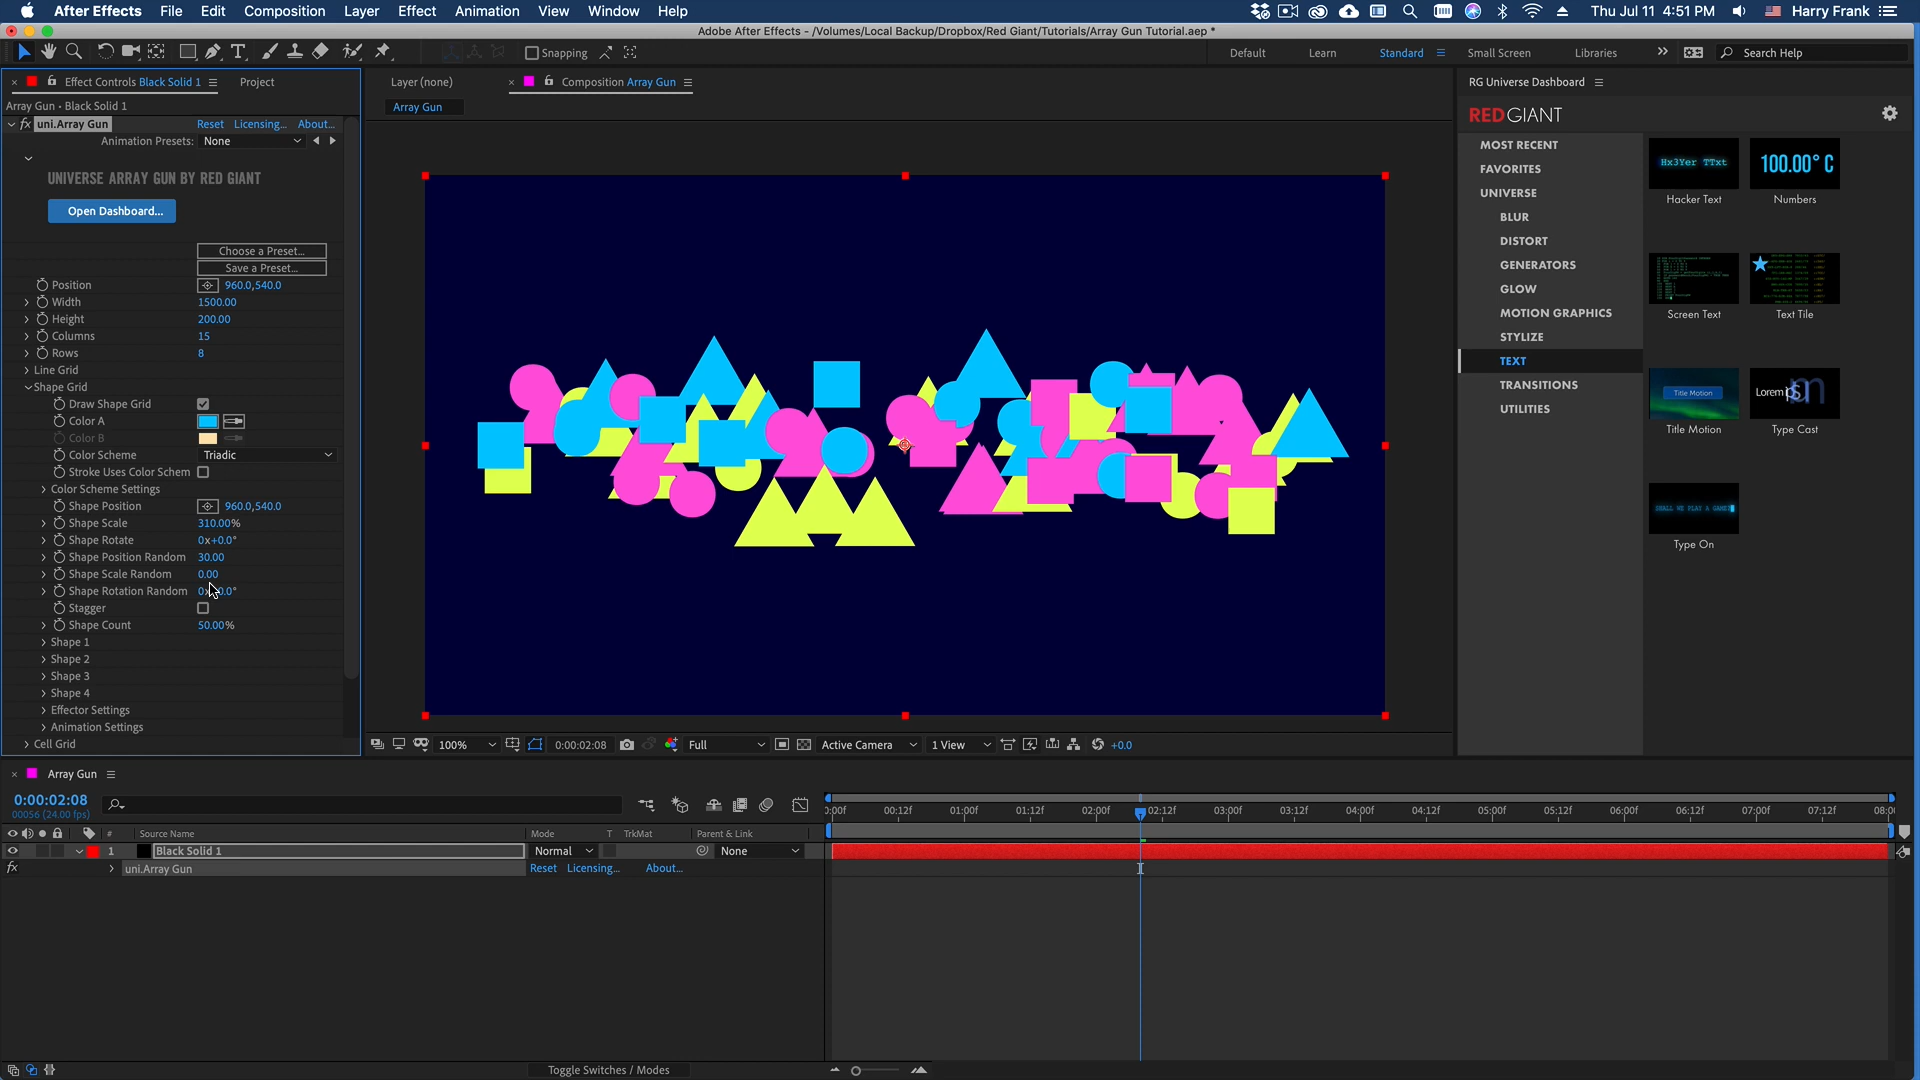 After Effects File Edit Composition Layer Effect Animation View Window Help
Thu Jul 11 4:51 PM Harry Frank
Adobe After Effects - /Volumes/Local Backup/Dropbox/Red Giant/Tutorials/Array Gun Tutorial.aep *
Snapping
Default Learn Standard Small Screen Libraries Search Help
Effect Controls Black Solid 1 Project
Layer (none) Composition Array Gun
RG Universe Dashboard
Array Gun • Black Solid 1
Array Gun
fx uni.Array Gun Reset Licensing... About...
Animation Presets: None
UNIVERSE ARRAY GUN BY RED GIANT
Open Dashboard...
Choose a Preset...
Save a Preset...
Position 960.0,540.0
Width 1500.00
Height 200.00
Columns 15
Rows 8
Line Grid
Shape Grid
Draw Shape Grid
Color A
Color B
Color Scheme Triadic
Stroke Uses Color Schem
Color Scheme Settings
Shape Position 960.0,540.0
Shape Scale 310.00%
Shape Rotate 0x+0.0°
Shape Position Random 30.00
Shape Scale Random 0.00
Shape Rotation Random
Stagger
Shape Count 50.00%
Shape 1
Shape 2
Shape 3
Shape 4
Effector Settings
Animation Settings
Cell Grid
REDGIANT
MOST RECENT
FAVORITES
UNIVERSE
BLUR
DISTORT
GENERATORS
GLOW
MOTION GRAPHICS
STYLIZE
TEXT
TRANSITIONS
UTILITIES
Hx3Yer TTxt 100.00° C
Hacker Text Numbers
Screen Text Text Tile
Title Motion
Title Motion Type Cast
SHALL WE PLAY A GAME
Type On
100% 0:00:02:08 Full Active Camera 1 View +0.0
Array Gun
0:00:02:08
00056 (24.00 fps)
:00f 00:12f 01:00f 01:12f 02:00f 02:12f 03:00f 03:12f 04:00f 04:12f 05:00f 05:12f 06:00f 06:12f 07:00f 07:12f 08:0
# Source Name Mode T TrkMat Parent & Link
1 Black Solid 1 Normal None
fx uni.Array Gun Reset Licensing... About...
Toggle Switches / Modes